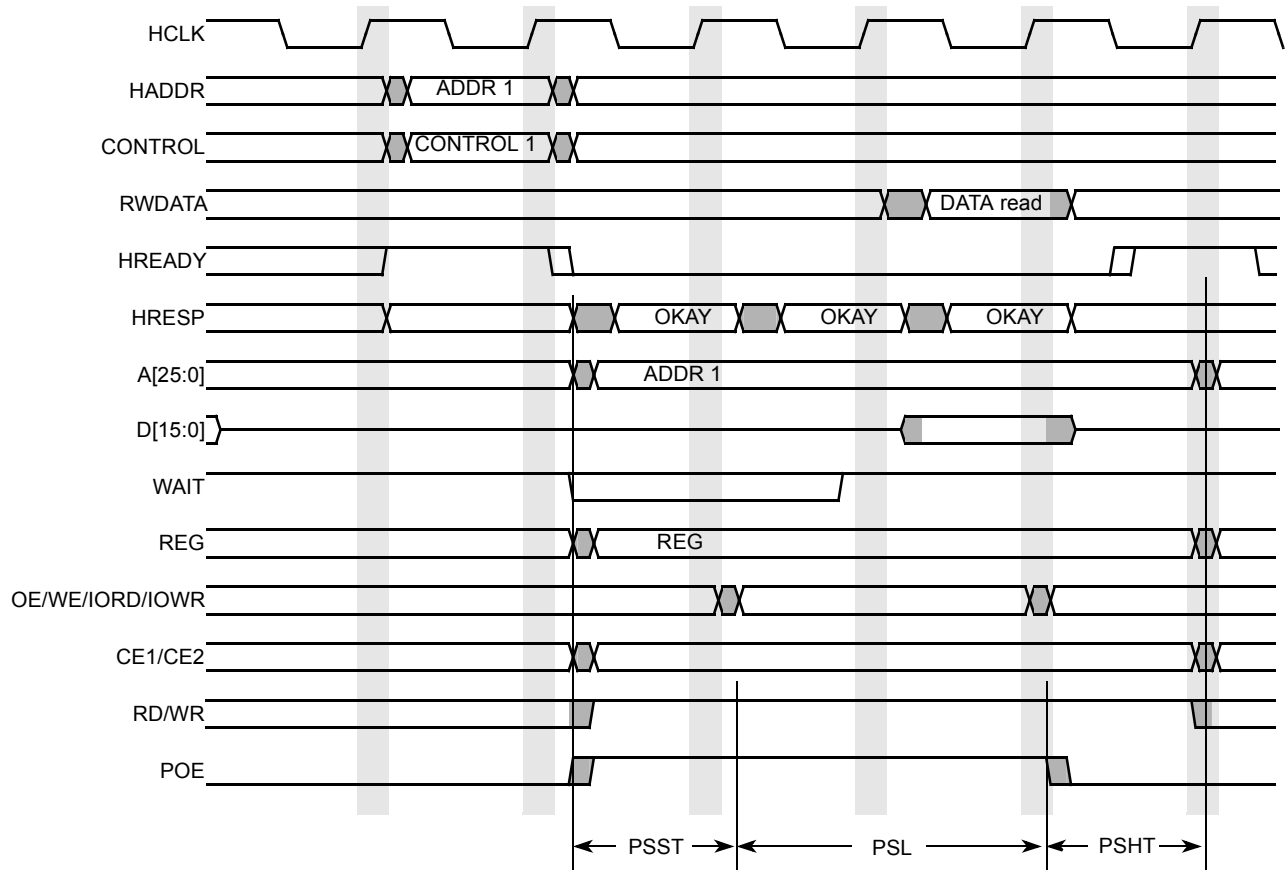 HCLK
HADDR ADDR 1
CONTROL CONTROL 1
RWDATA DATA read
HREADY
HRESP OKAY OKAY OKAY
A[25:0] ADDR 1
D[15:0]
WAIT
REG REG
OE/WE/IORD/IOWR
CE1/CE2
RD/WR
POE
PSST PSL PSHT